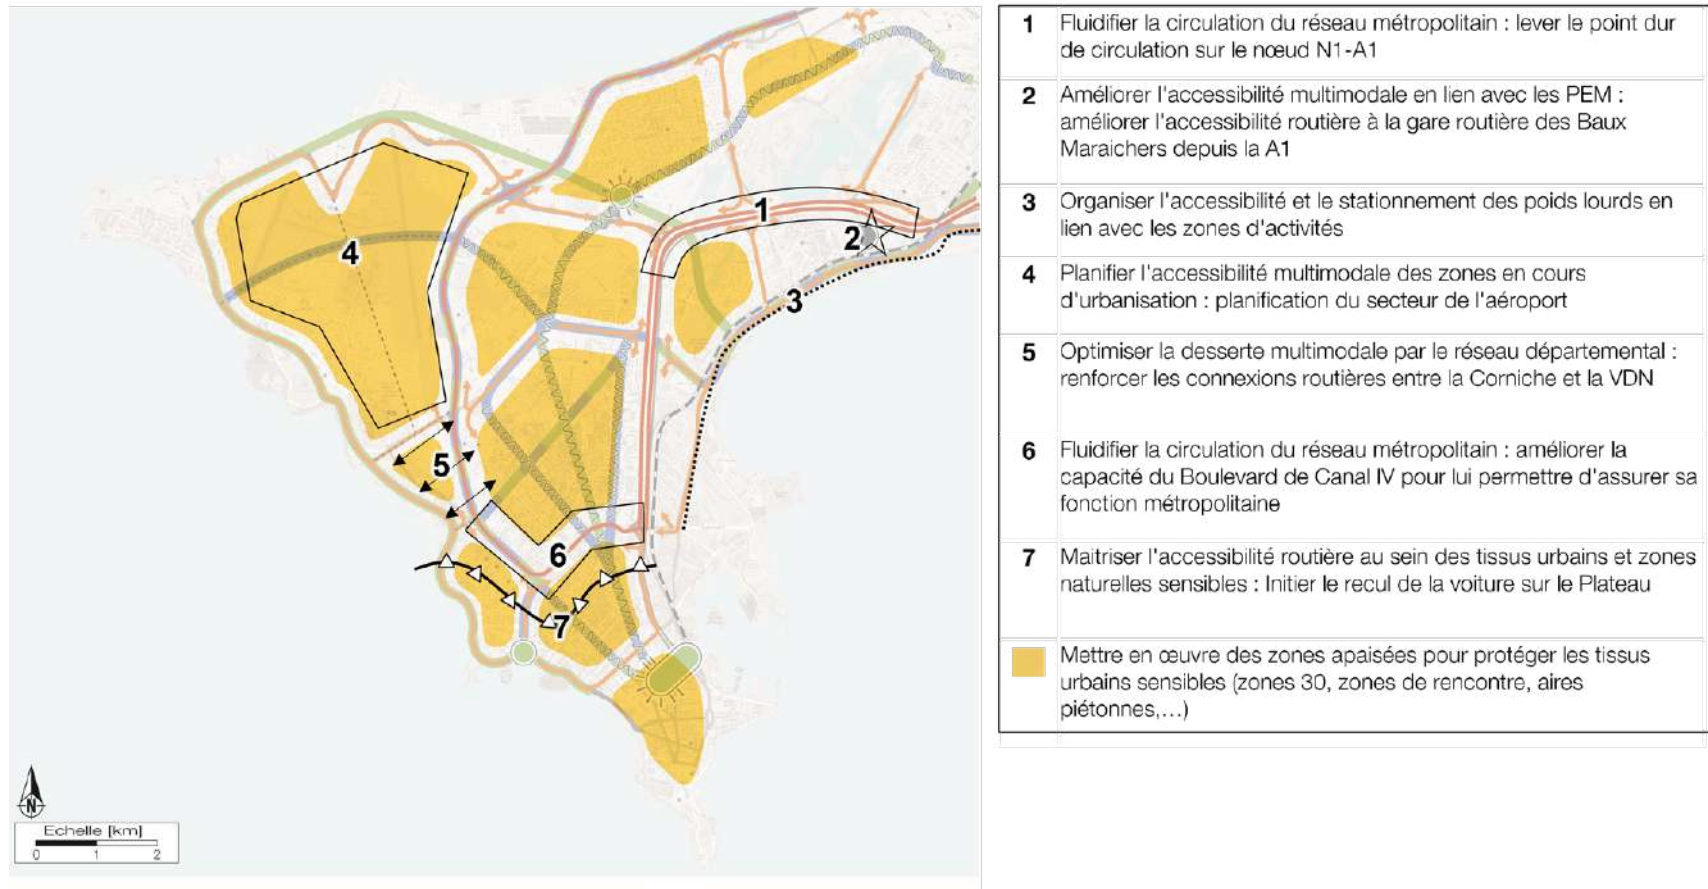 1
2
3
4
5
6
7
N
Echelle [km]
0 1 2
1 Fluidifier la circulation du réseau métropolitain : lever le point dur
de circulation sur le nœud N1-A1
2 Améliorer l'accessibilité multimodale en lien avec les PEM :
améliorer l'accessibilité routière à la gare routière des Baux
Maraichers depuis la A1
3 Organiser l'accessibilité et le stationnement des poids lourds en
lien avec les zones d'activités
4 Planifier l'accessibilité multimodale des zones en cours
d'urbanisation : planification du secteur de l'aéroport
5 Optimiser la desserte multimodale par le réseau départemental :
renforcer les connexions routières entre la Corniche et la VDN
6 Fluidifier la circulation du réseau métropolitain : améliorer la
capacité du Boulevard de Canal IV pour lui permettre d'assurer sa
fonction métropolitaine
7 Maitriser l'accessibilité routière au sein des tissus urbains et zones
naturelles sensibles : Initier le recul de la voiture sur le Plateau
Mettre en œuvre des zones apaisées pour protéger les tissus
urbains sensibles (zones 30, zones de rencontre, aires
piétonnes,...)